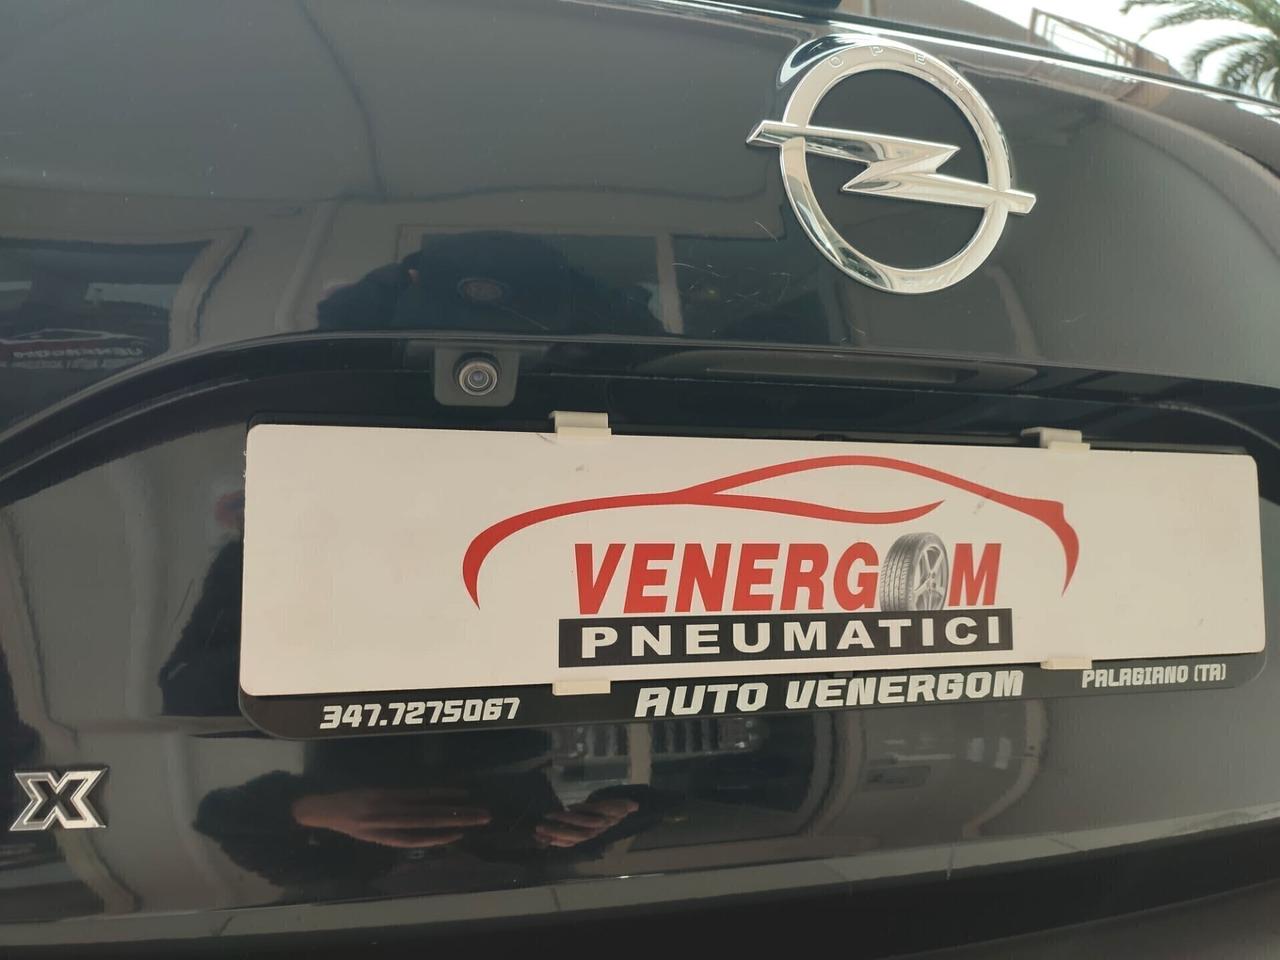 OPEL
VENERGOM
PNEUMATICI
347.7275067 AUTO VENERGOM PALAGIANO (TA)
X